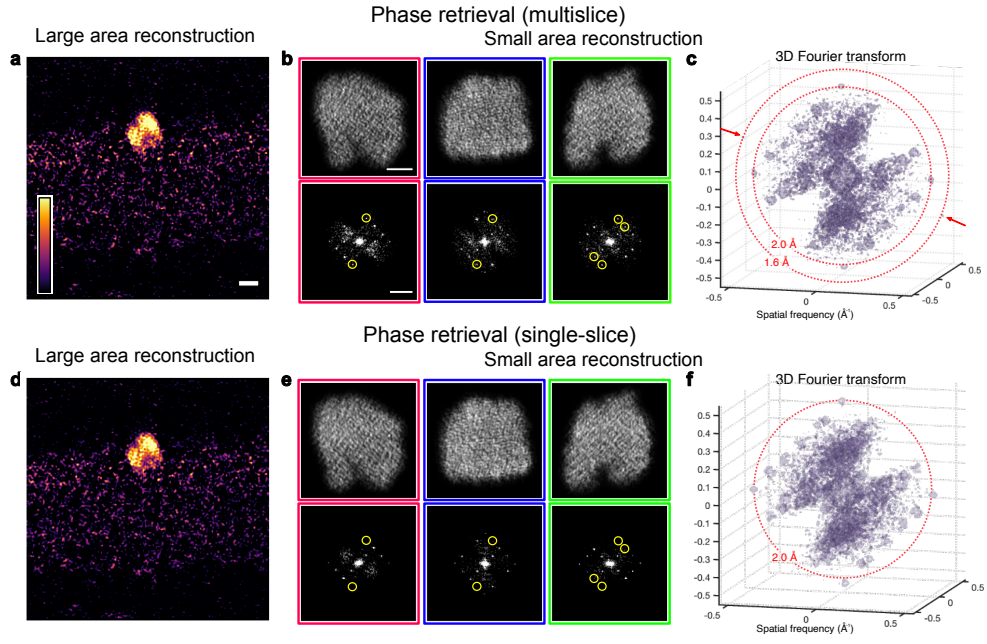 Phase retrieval (multislice)
Large area reconstruction
Small area reconstruction
a
b
c
3D Fourier transform
0.5
0.4
0.3
0.2
0.1
0
-0.1
-0.2
-0.3
-0.4
-0.5
2.0 Å
1.6 Å
-0.5
0
0.5
-0.5
0
0.5
Spatial frequency (Å⁻¹)
Phase retrieval (single-slice)
Large area reconstruction
Small area reconstruction
d
e
f
3D Fourier transform
0.5
0.4
0.3
0.2
0.1
0
-0.1
-0.2
-0.3
-0.4
-0.5
2.0 Å
-0.5
0
0.5
-0.5
0
0.5
Spatial frequency (Å⁻¹)